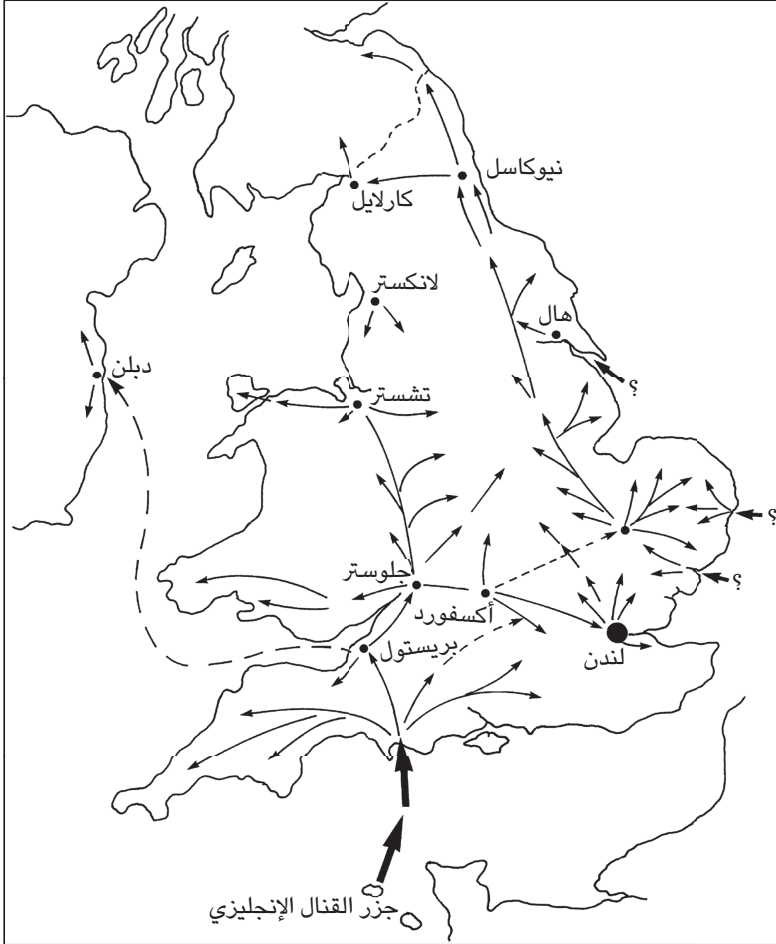 نيوكاسل
كارلايل
لانكستر
هال
؟
دبلن
تشستر
؟
؟
جلوستر
أكسفورد
بريستول
لندن
جزر القنال الإنجليزي